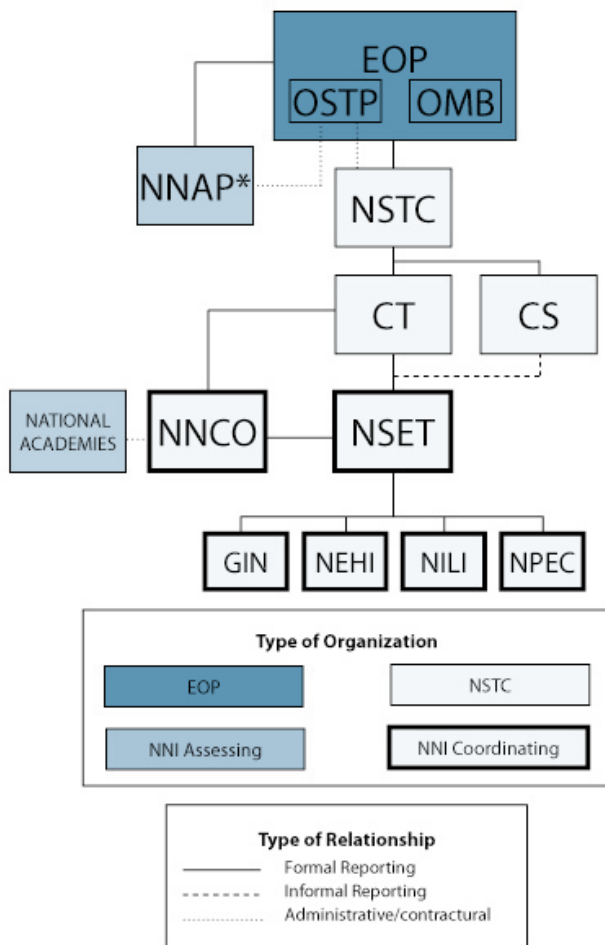 EOP
OSTP OMB
NNAP*
NSTC
CT CS
NATIONAL
ACADEMIES
NNCO NSET
GIN NEHI NILI NPEC
Type of Organization
EOP NSTC
NNI Assessing NNI Coordinating
Type of Relationship
Formal Reporting
Informal Reporting
Administrative/contractural